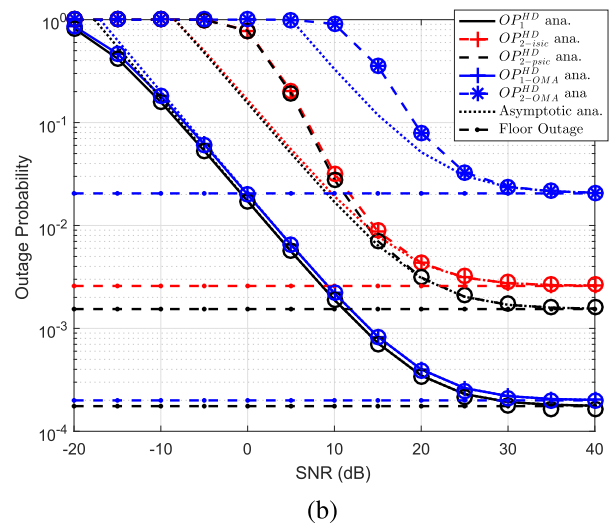 Outage Probability
10^0
10^-1
10^-2
10^-3
10^-4
-20
-10
0
10
20
30
40
SNR (dB)
OP_1^{HD} ana.
OP_{2-isic}^{HD} ana.
OP_{2-psic}^{HD} ana.
OP_{1-OMA}^{HD} ana.
OP_{2-OMA}^{HD} ana
Asymptotic ana.
Floor Outage
(b)